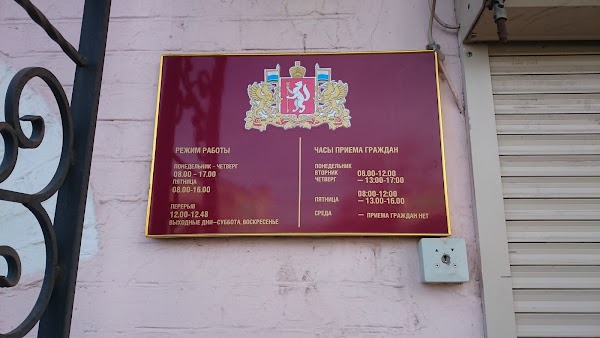 РЕЖИМ РАБОТЫ
ПОНЕДЕЛЬНИК - ЧЕТВЕРГ
08.00 - 17.00
ПЯТНИЦА
08.00-16.00
ПЕРЕРЫВ
12.00-12.48
ВЫХОДНЫЕ ДНИ-СУББОТА, ВОСКРЕСЕНЬЕ
ЧАСЫ ПРИЕМА ГРАЖДАН
ПОНЕДЕЛЬНИК
ВТОРНИК 08.00-12.00
ЧЕТВЕРГ — 13:00-17:00
08:00-12:00
ПЯТНИЦА — 13.00-16.00
СРЕДА — ПРИЕМА ГРАЖДАН НЕТ